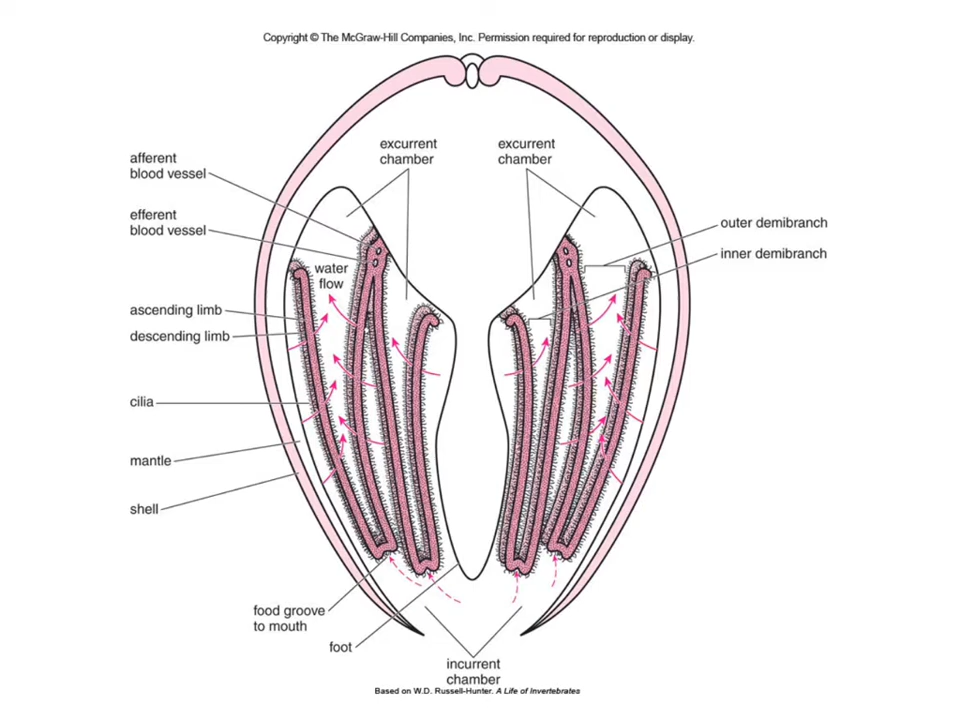 Copyright © The McGraw-Hill Companies, Inc. Permission required for reproduction or display.
excurrent
chamber
excurrent
chamber
afferent
blood vessel
efferent
blood vessel
outer demibranch
inner demibranch
water
flow
ascending limb
descending limb
cilia
mantle
shell
food groove
to mouth
foot
incurrent
chamber
Based on W.D. Russell-Hunter. A Life of Invertebrates